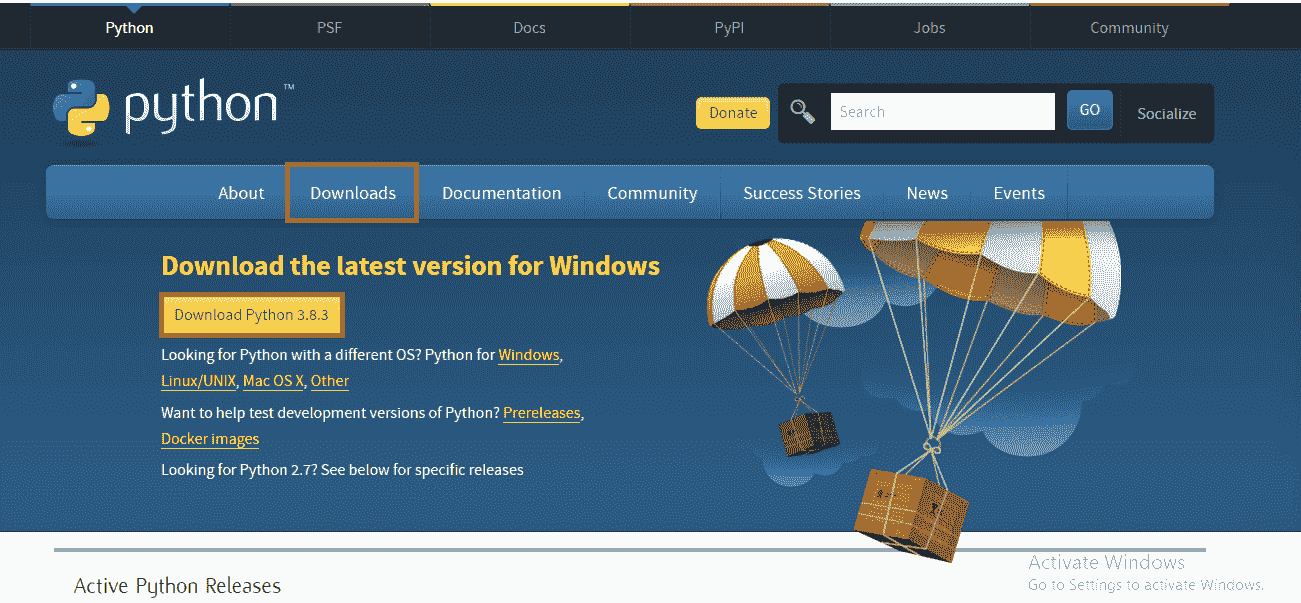 Python PSF Docs PyPI Jobs Community
python™
Donate Search GO Socialize
About Downloads Documentation Community Success Stories News Events
Download the latest version for Windows
Download Python 3.8.3
Looking for Python with a different OS? Python for Windows,
Linux/UNIX, Mac OS X, Other
Want to help test development versions of Python? Prereleases,
Docker images
Looking for Python 2.7? See below for specific releases
Active Python Releases
Activate Windows
Go to Settings to activate Windows.